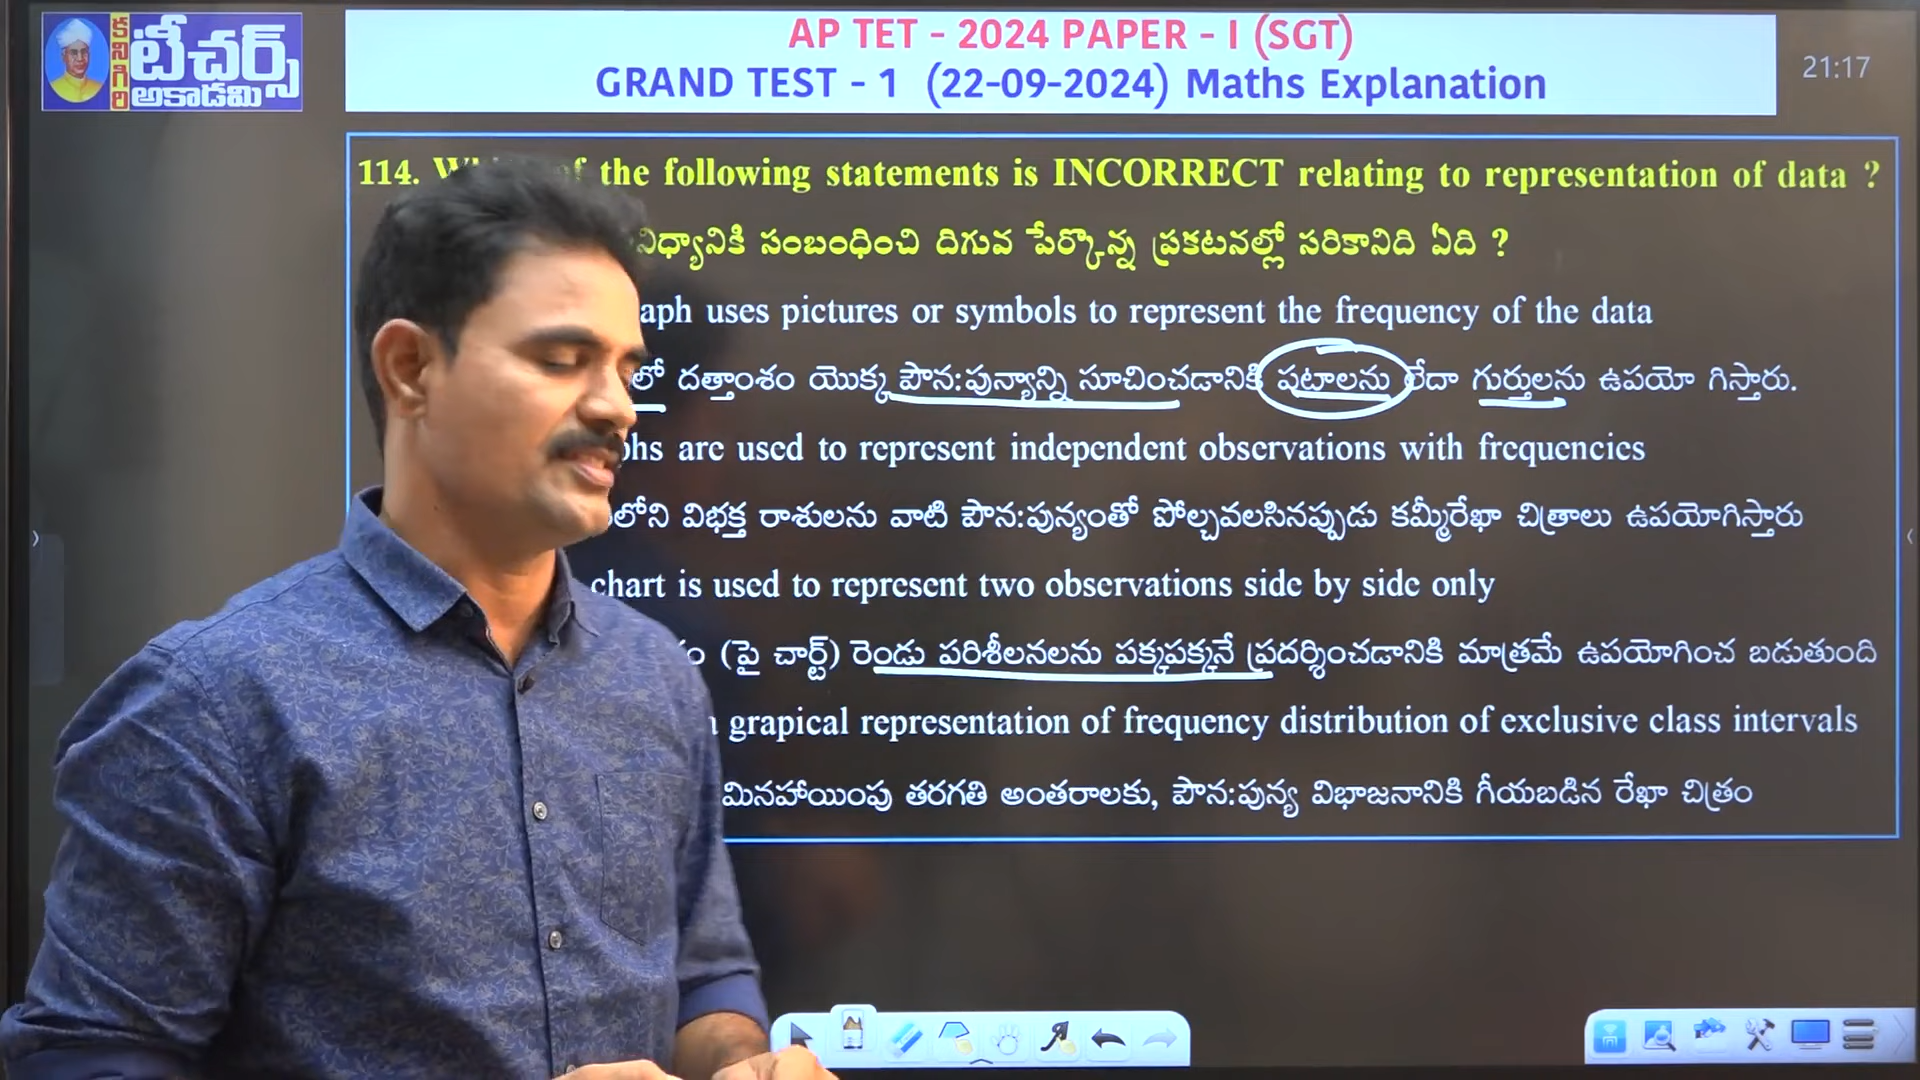 కనిగిరి
టీచర్స్
అకాడమి
AP TET - 2024 PAPER - I (SGT)
GRAND TEST - 1 (22-09-2024) Maths Explanation
21:17
114. of the following statements is INCORRECT relating to representation of data ?
సంబంధించి దిగువ పేర్కొన్న ప్రకటనల్లో సరికానిది ఏది ?
uses pictures or symbols to represent the frequency of the data
దత్తాంశం యొక్క పౌన:పున్యాన్ని సూచించడానికి పటాలను లేదా గుర్తులను ఉపయో గిస్తారు.
are used to represent independent observations with frequencies
విభక్త రాశులను వాటి పౌన:పున్యంతో పోల్చవలసినప్పుడు కమ్మీరేఖా చిత్రాలు ఉపయోగిస్తారు
chart is used to represent two observations side by side only
(పై చార్ట్) రెండు పరిశీలనలను పక్కపక్కనే ప్రదర్శించడానికి మాత్రమే ఉపయోగించ బడుతుంది
grapical representation of frequency distribution of exclusive class intervals
మినహాయింపు తరగతి అంతరాలకు, పౌన:పున్య విభాజనానికి గీయబడిన రేఖా చిత్రం